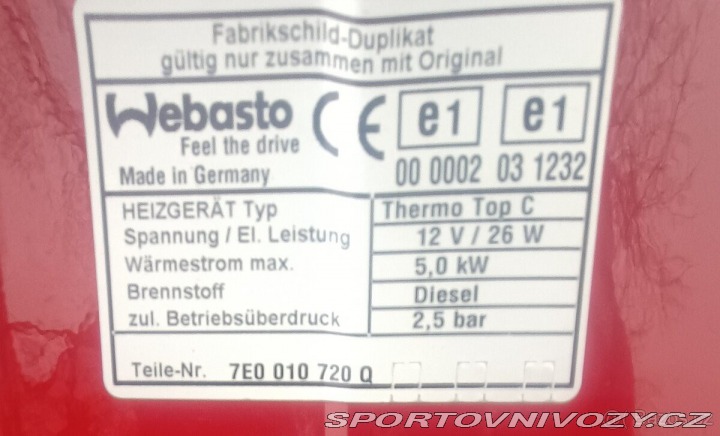 Fabrikschild-Duplikat
gültig nur zusammen mit Original
Webasto CE e1 e1
Feel the drive
Made in Germany 00 0002 03 1232
HEIZGERÄT Typ Thermo Top C
Spannung / El. Leistung 12 V / 26 W
Wärmestrom max. 5,0 kW
Brennstoff Diesel
zul. Betriebsüberdruck 2,5 bar
Teile-Nr. 7E0 010 720 Q
SPORTOVNIVOZY.CZ